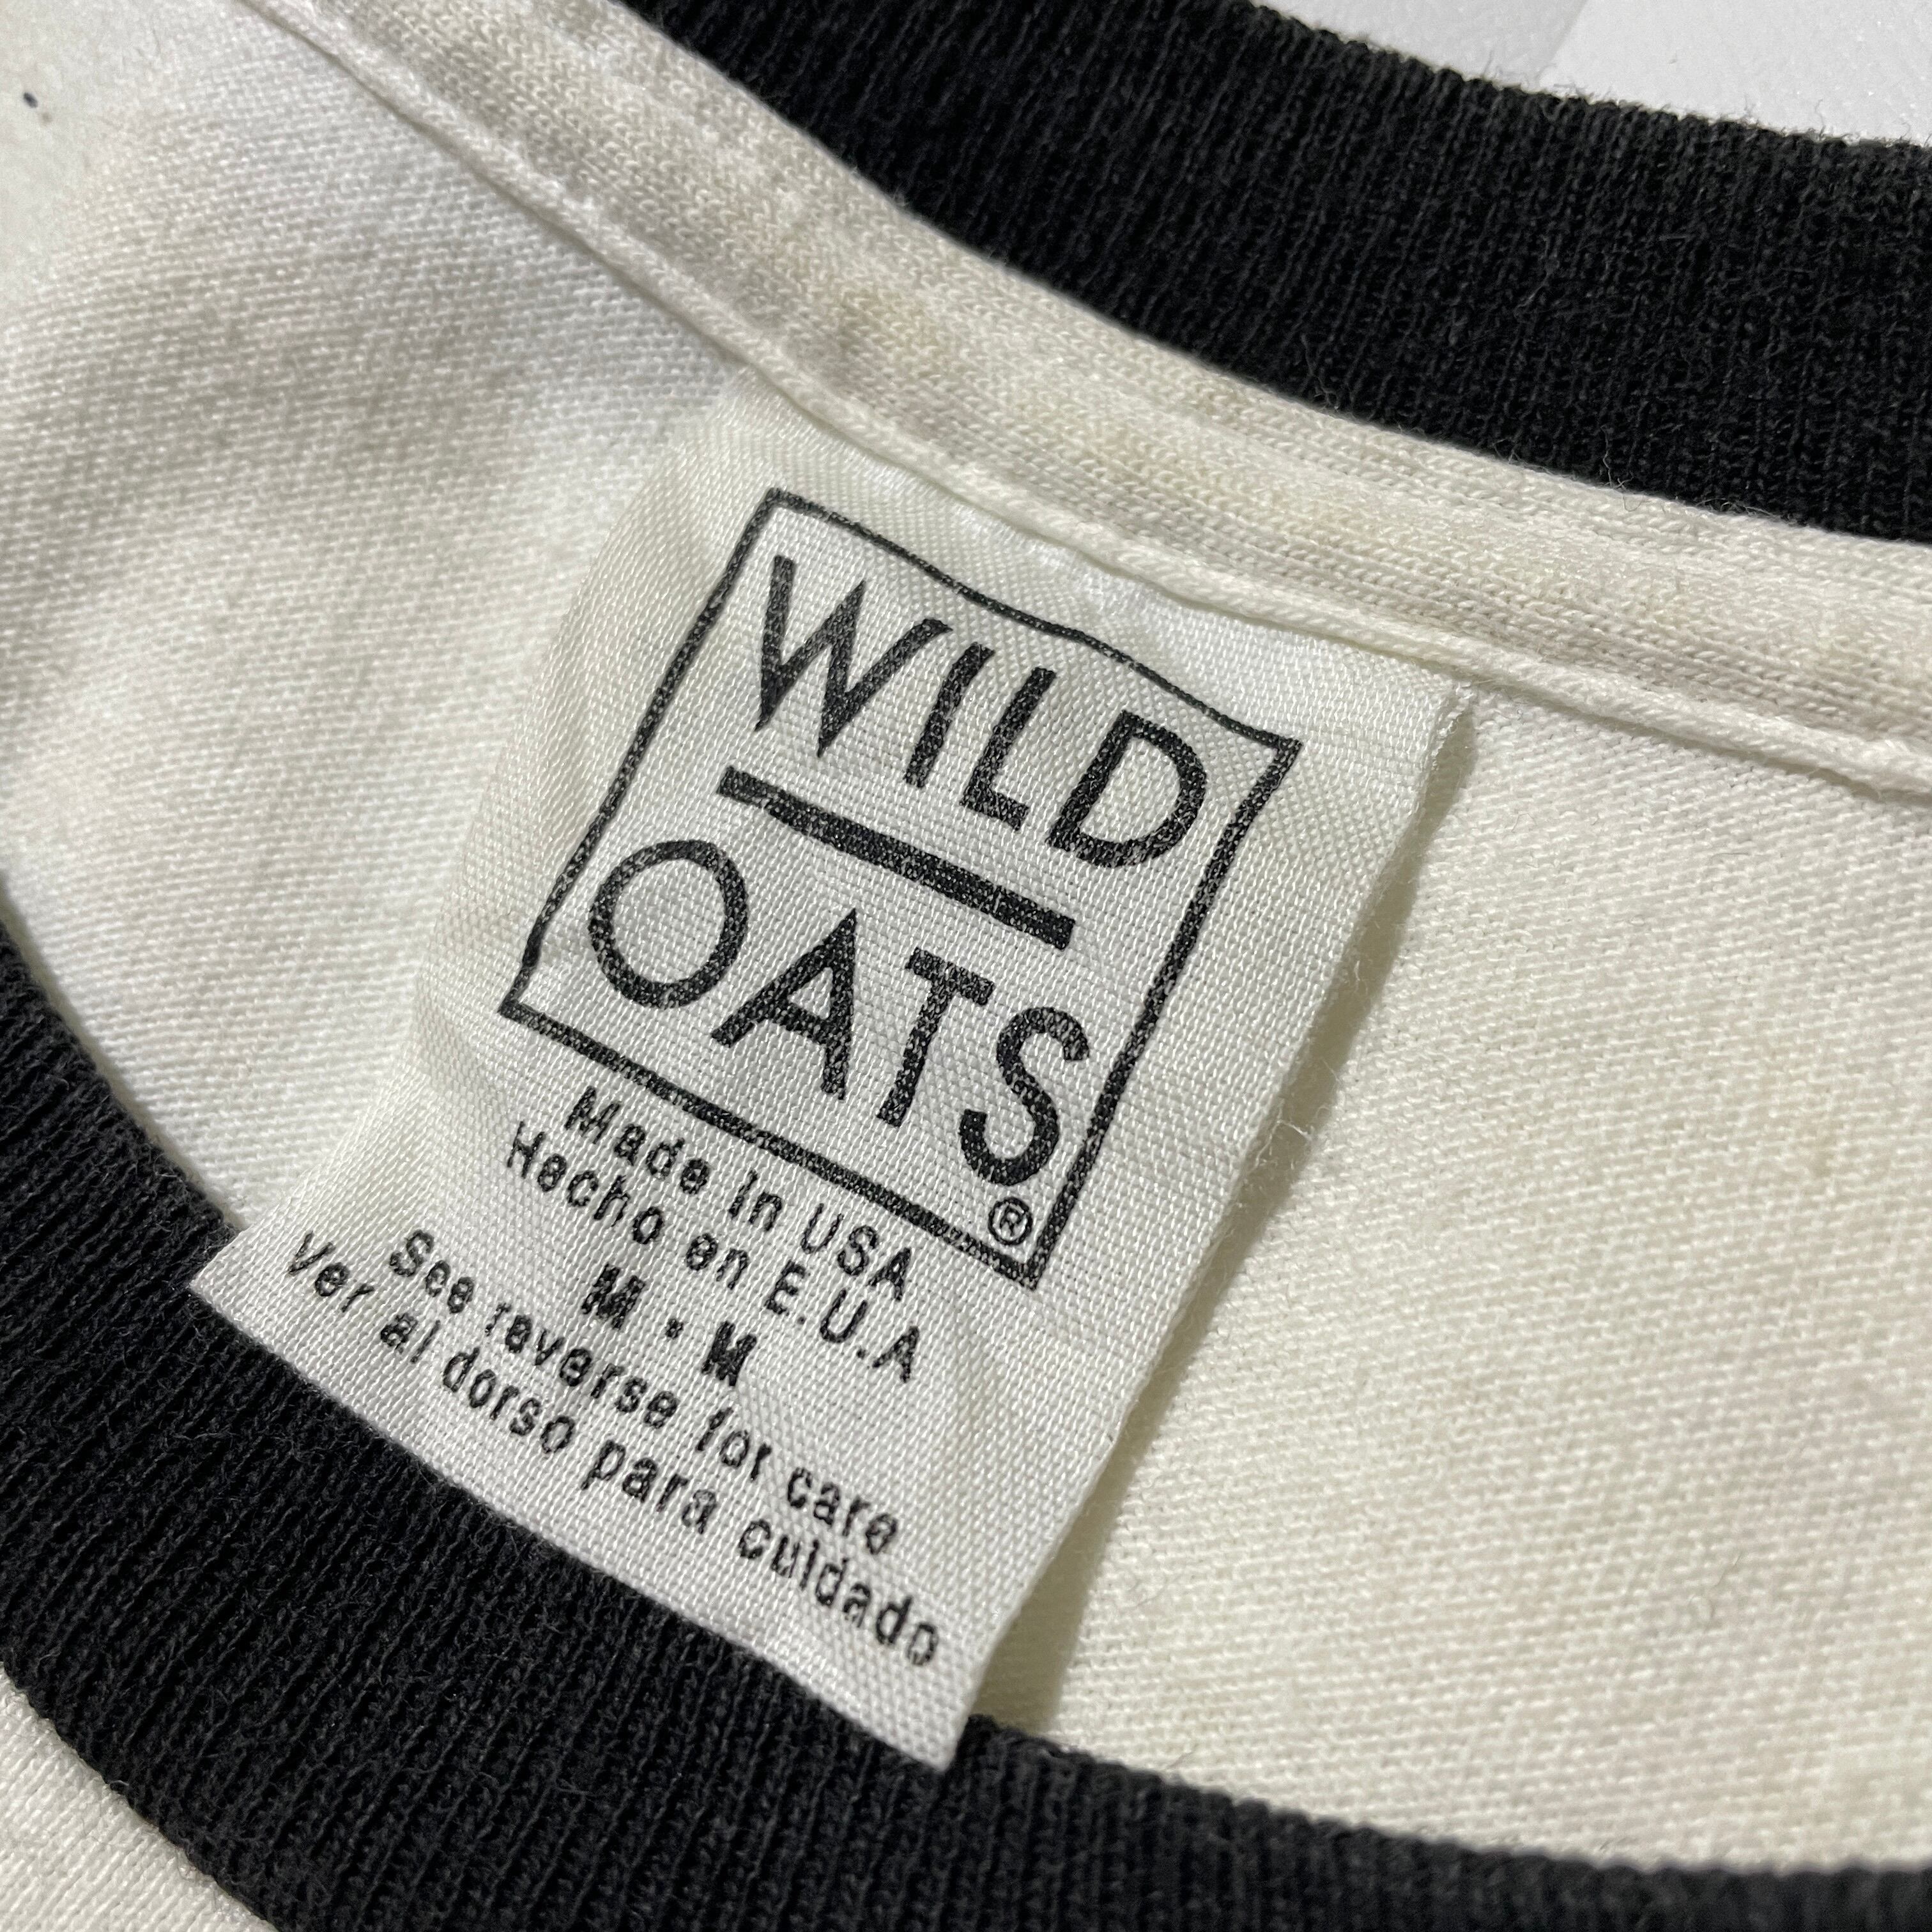 WILD
OATS
®
Made in USA
Hecho en E.U.A
M • M
See reverse for care
Ver al dorso para cuidado